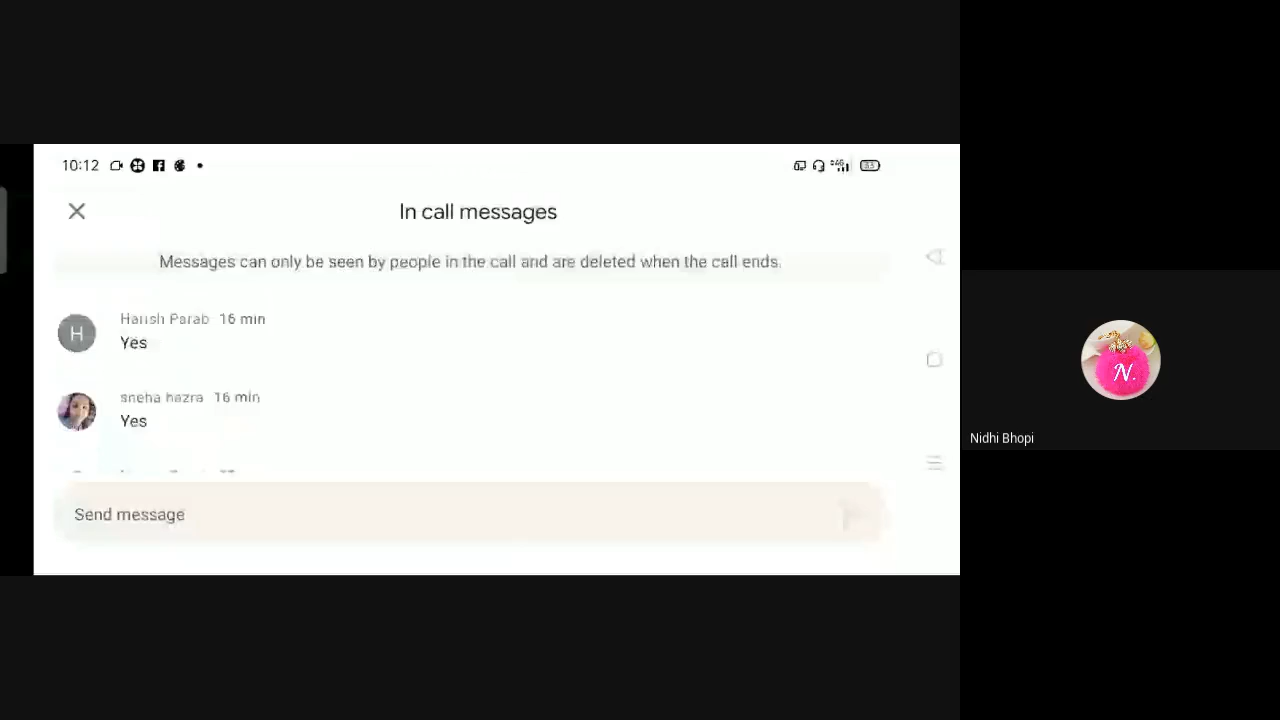 10:12
In call messages
Messages can only be seen by people in the call and are deleted when the call ends.
H
Harish Parab 16 min
Yes
sneha hazra 16 min
Yes
Send message
N.
Nidhi Bhopi